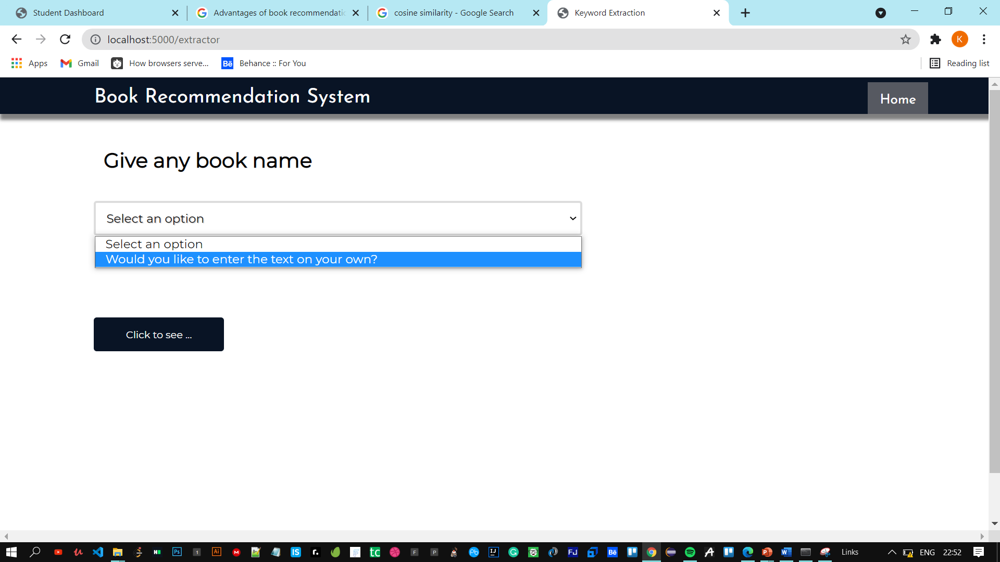 Student Dashboard
Advantages of book recommendatic
cosine similarity - Google Search
Keyword Extraction
localhost:5000/extractor
K
Apps
Gmail
How browsers serve...
Bē
Behance :: For You
Reading list
Book Recommendation System
Home
Give any book name
Select an option
Select an option
Would you like to enter the text on your own?
Click to see ...
Links
ENG
22:52